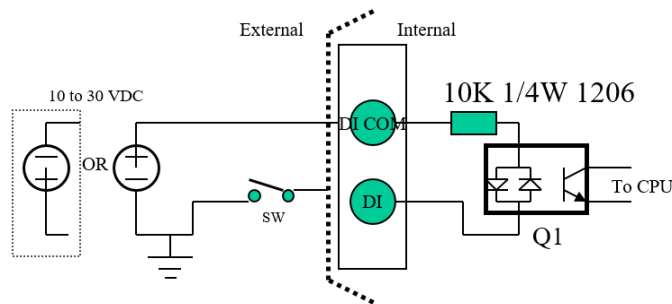 External
Internal
10 to 30 VDC
10K 1/4W 1206
DI COM
OR
To CPU
DI
SW
Q1